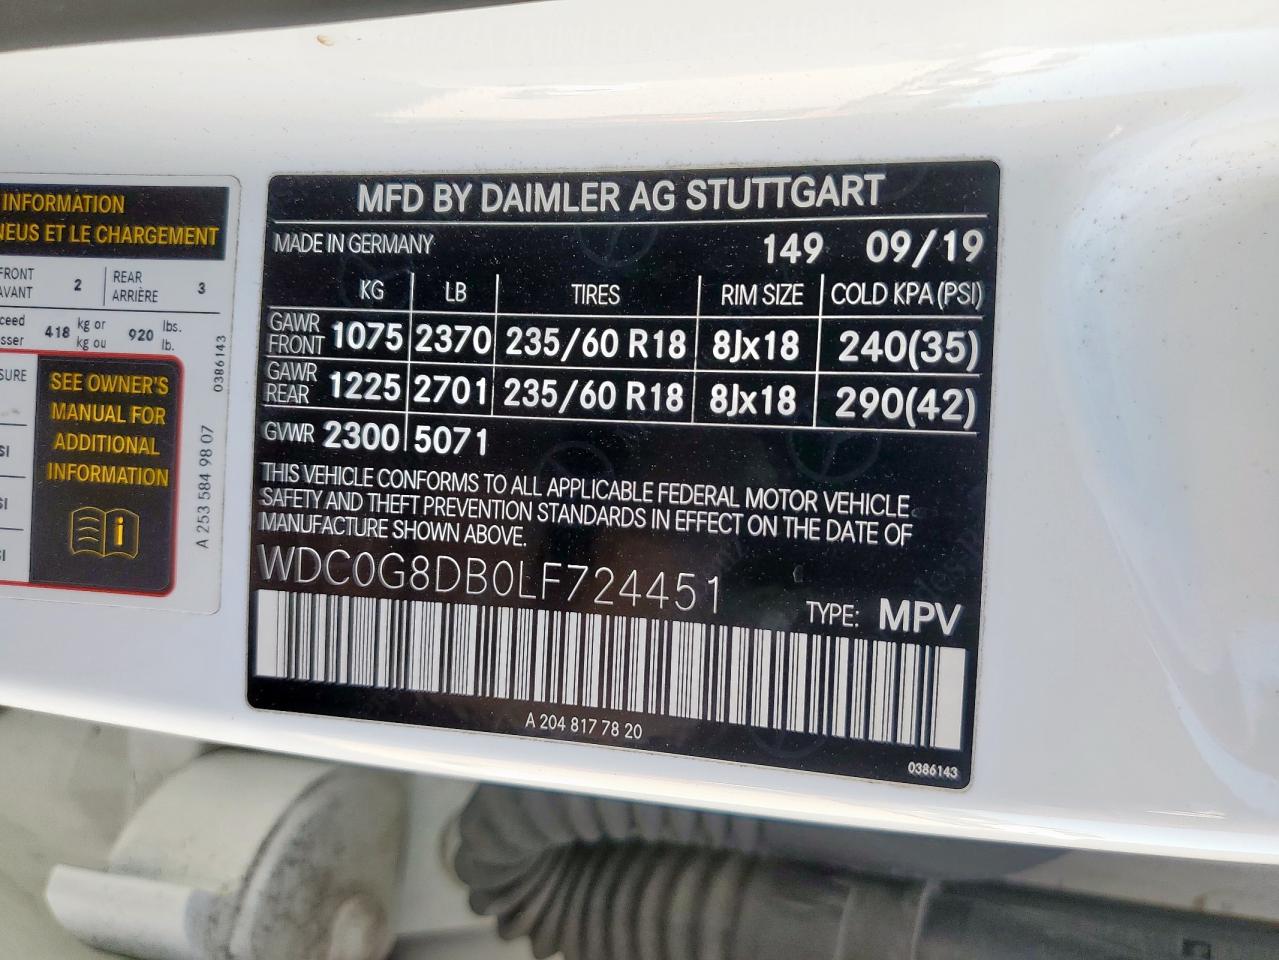 INFORMATION
NEUS ET LE CHARGEMENT
FRONT
AVANT
2
REAR
ARRIÈRE
3
418
kg or
kg ou
920
lbs.
lb.
SEE OWNER'S
MANUAL FOR
ADDITIONAL
INFORMATION
i
A 253 584 98 07
0386143
MFD BY DAIMLER AG STUTTGART
MADE IN GERMANY 149 09/19
KG LB TIRES RIM SIZE COLD KPA (PSI)
GAWR FRONT 1075 2370 235/60 R18 8Jx18 240(35)
GAWR REAR 1225 2701 235/60 R18 8Jx18 290(42)
GVWR 2300 5071
THIS VEHICLE CONFORMS TO ALL APPLICABLE FEDERAL MOTOR VEHICLE
SAFETY AND THEFT PREVENTION STANDARDS IN EFFECT ON THE DATE OF
MANUFACTURE SHOWN ABOVE.
WDC0G8DB0LF724451
TYPE: MPV
A 204 817 78 20
0386143